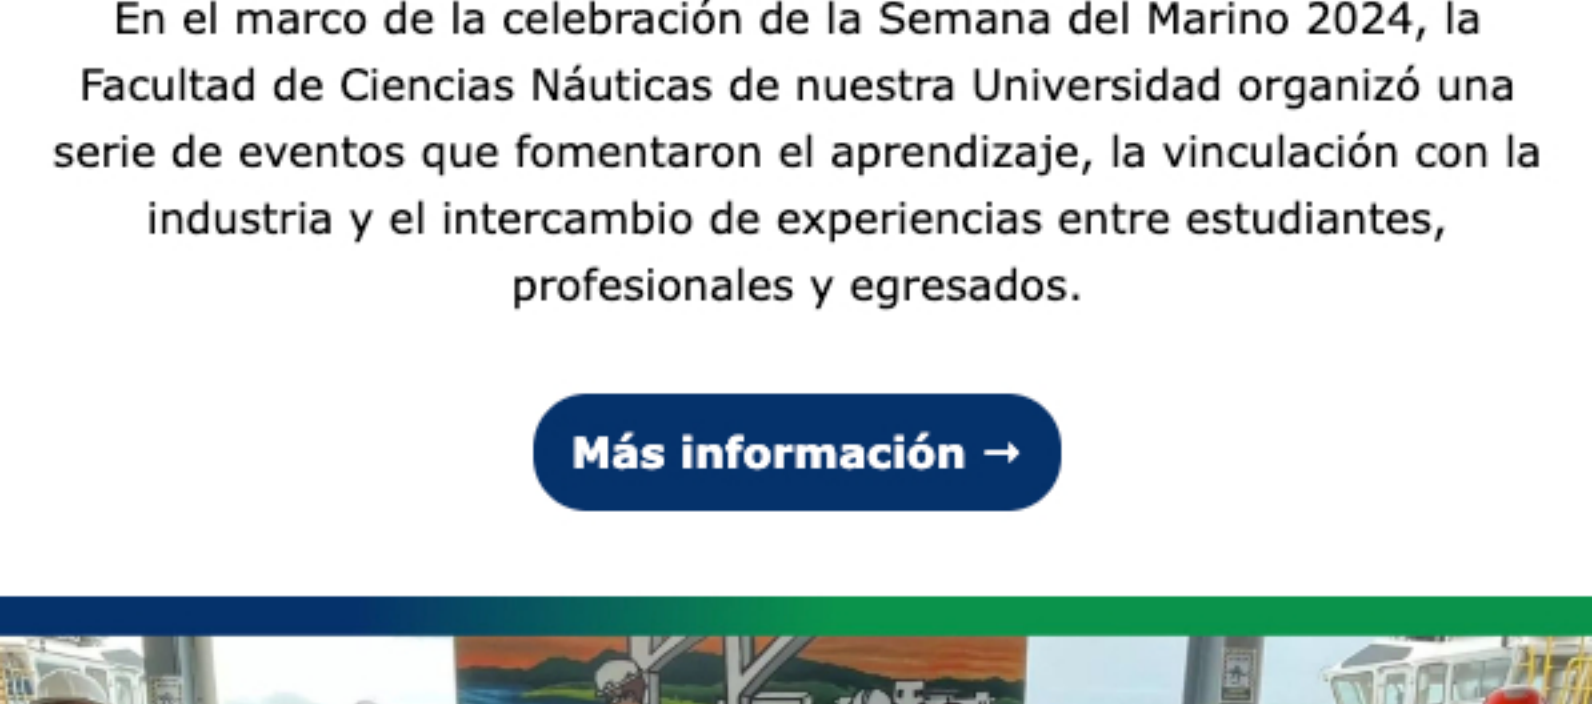 En el marco de la celebración de la Semana del Marino 2024, la
Facultad de Ciencias Náuticas de nuestra Universidad organizó una
serie de eventos que fomentaron el aprendizaje, la vinculación con la
industria y el intercambio de experiencias entre estudiantes,
profesionales y egresados.
Más información →